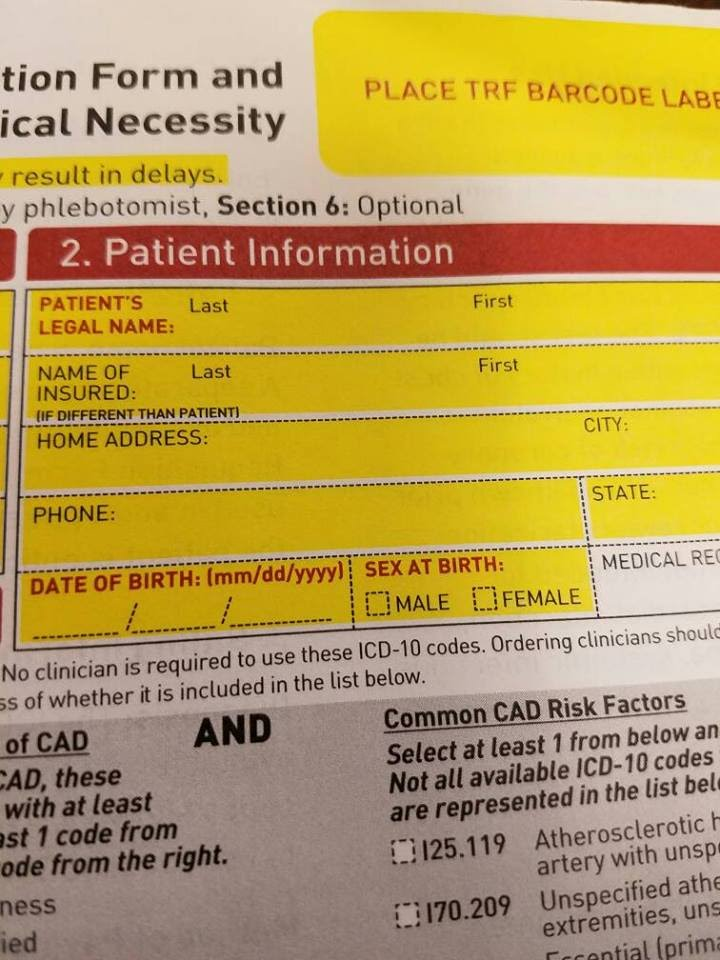 tion Form and
ical Necessity
PLACE TRF BARCODE LABE
y result in delays.
y phlebotomist, Section 6: Optional
2. Patient Information
PATIENT'S LEGAL NAME: Last First
NAME OF INSURED: Last First
(IF DIFFERENT THAN PATIENT)
HOME ADDRESS: CITY:
PHONE: STATE:
DATE OF BIRTH: (mm/dd/yyyy) SEX AT BIRTH: MEDICAL REC
/ / MALE FEMALE
No clinician is required to use these ICD-10 codes. Ordering clinicians should
ss of whether it is included in the list below.
of CAD
AND
CAD, these
with at least
ast 1 code from
ode from the right.
ness
ied
Common CAD Risk Factors
Select at least 1 from below an
Not all available ICD-10 codes
are represented in the list bel
I25.119 Atherosclerotic h
artery with unsp
I70.209 Unspecified athe
extremities, uns
Essential (prima